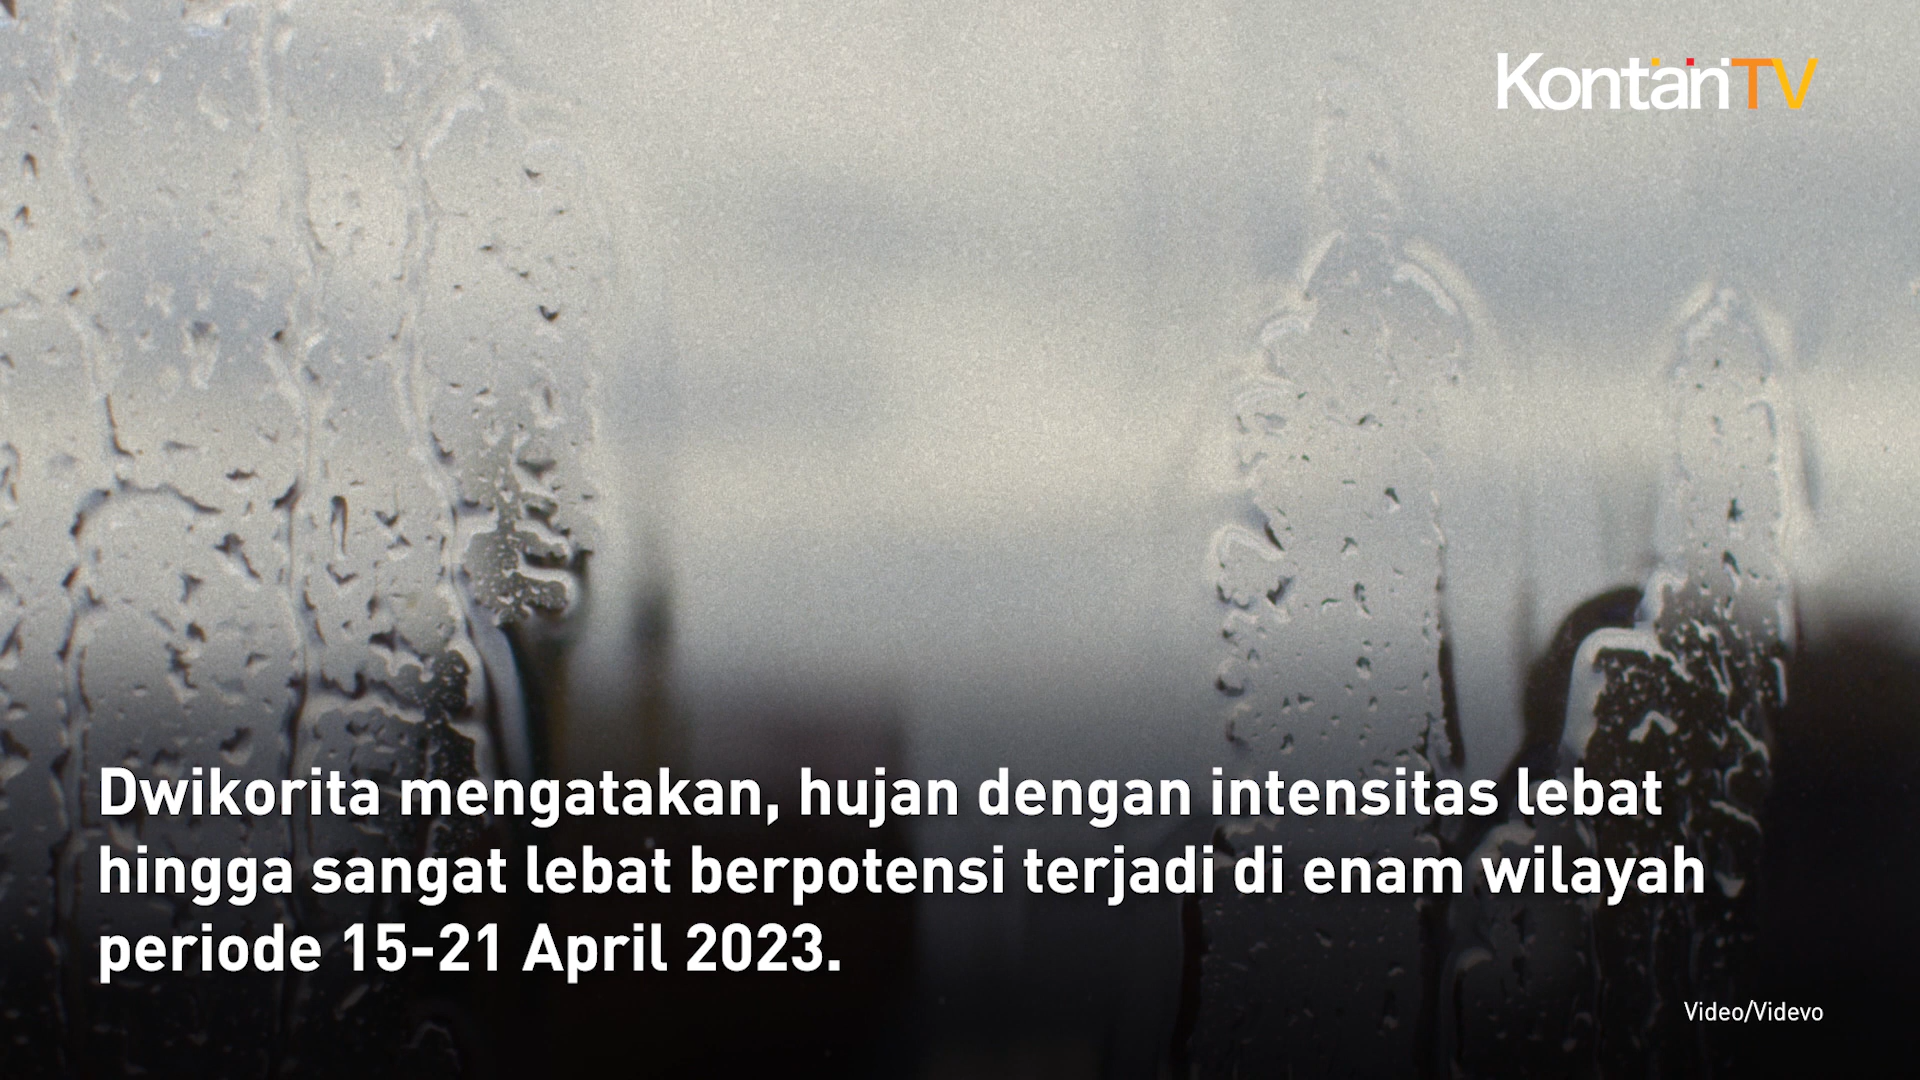 KontanTV
Dwikorita mengatakan, hujan dengan intensitas lebat
hingga sangat lebat berpotensi terjadi di enam wilayah
periode 15-21 April 2023.
Video/Videvo